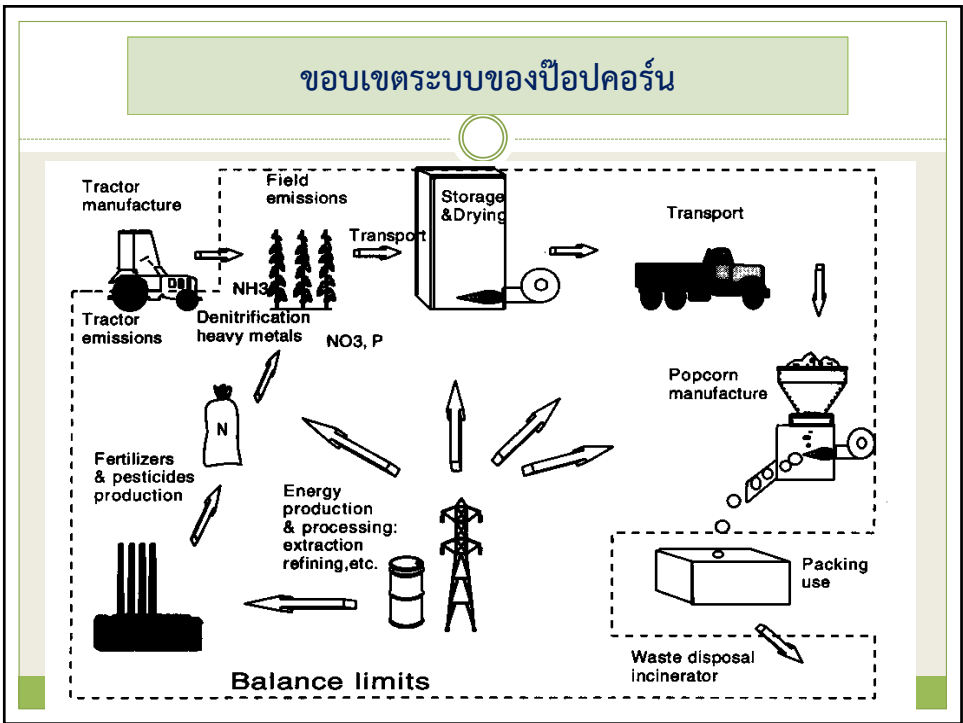 ขอบเขตระบบของป๊อปคอร์น
Tractor
manufacture
Field
emissions
Storage
&Drying
Transport
Transport
NH3
Tractor
emissions
Denitrification
heavy metals
NO3, P
Popcorn
manufacture
N
Fertilizers
& pesticides
production
Energy
production
& processing:
extraction
refining,etc.
Packing
use
Waste disposal
incinerator
Balance limits